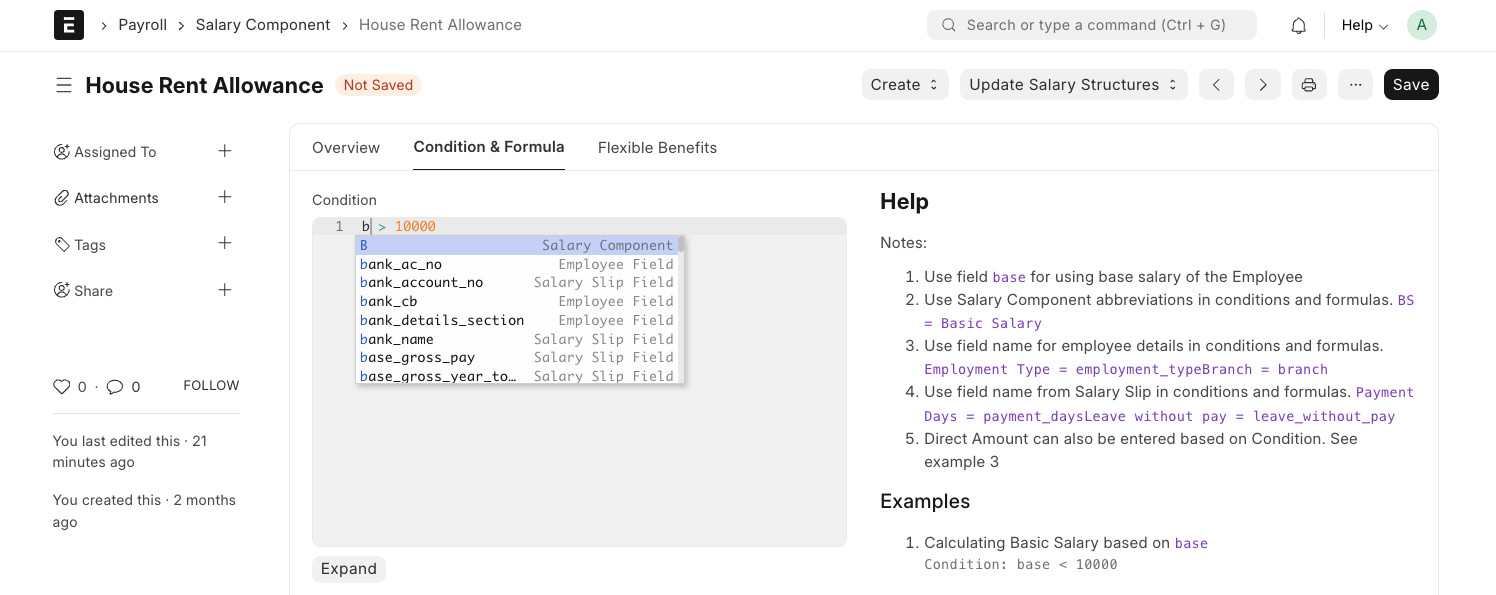 E
Payroll
Salary Component
House Rent Allowance
Search or type a command (Ctrl + G)
Help
A
House Rent Allowance
Not Saved
Create
Update Salary Structures
...
Save
Assigned To
Attachments
Tags
Share
0 · 0
FOLLOW
You last edited this · 21
minutes ago
You created this · 2 months
ago
Overview
Condition & Formula
Flexible Benefits
Condition
1 b > 10000
B Salary Component
bank_ac_no Employee Field
bank_account_no Salary Slip Field
bank_cb Employee Field
bank_details_section Employee Field
bank_name Salary Slip Field
base_gross_pay Salary Slip Field
base_gross_year_to… Salary Slip Field
Expand
Help
Notes:
1. Use field base for using base salary of the Employee
2. Use Salary Component abbreviations in conditions and formulas. BS
= Basic Salary
3. Use field name for employee details in conditions and formulas.
Employment Type = employment_typeBranch = branch
4. Use field name from Salary Slip in conditions and formulas. Payment
Days = payment_daysLeave without pay = leave_without_pay
5. Direct Amount can also be entered based on Condition. See
example 3
Examples
1. Calculating Basic Salary based on base
Condition: base < 10000